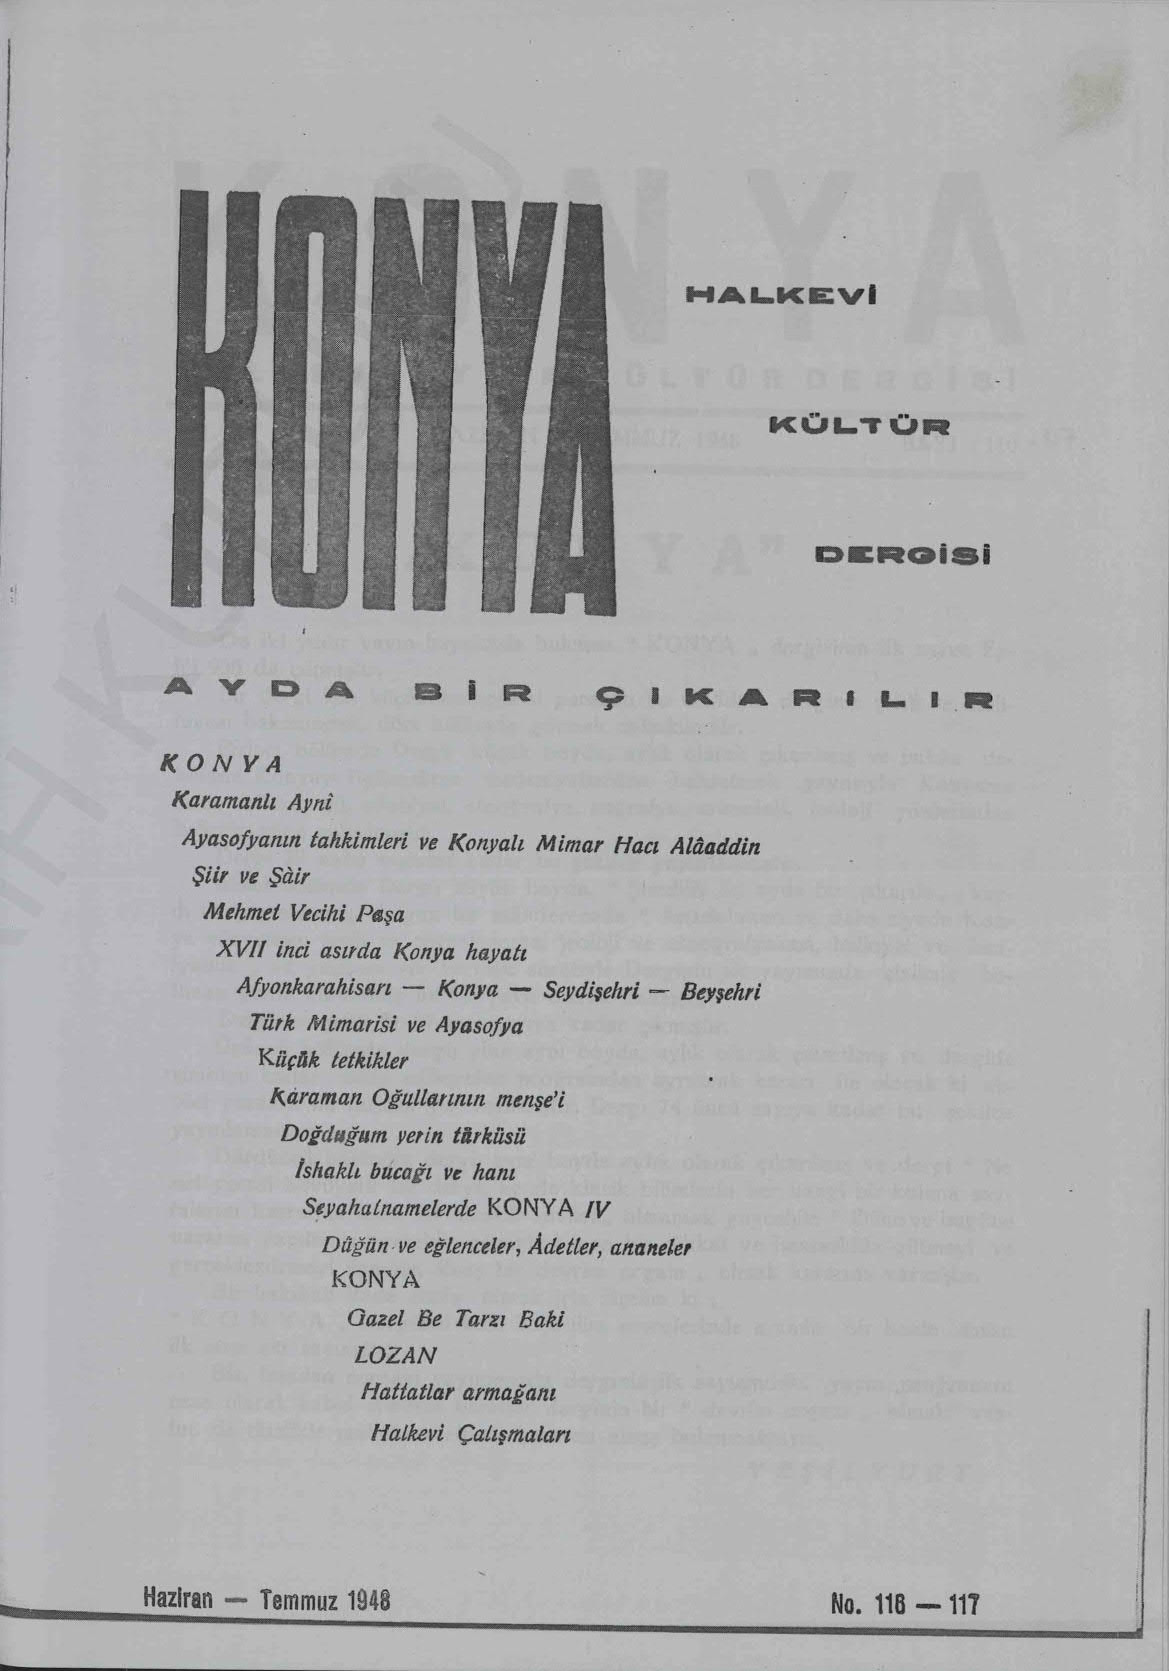 KONYA
HALKEVİ
KÜLTÜR
DERGİSİ
AYDA BİR ÇIKARILIR
KONYA
Karamanlı Aynî
Ayasofyanın tahkimleri ve Konyalı Mimar Hacı Alâaddin
Şiir ve Şàir
Mehmet Vecihi Paşa
XVII inci asırda Konya hayatı
Afyonkarahisarı — Konya — Seydişehri — Beyşehri
Türk Mimarisi ve Ayasofya
Küçük tetkikler
Karaman Oğullarının menşe'i
Doğduğum yerin türküsü
İshaklı bucağı ve hanı
Seyahatnamelerde KONYA IV
Düğün ve eğlenceler, Âdetler, ananeler
KONYA
Gazel Be Tarzı Baki
LOZAN
Hattatlar armağanı
Halkevi Çalışmaları
Haziran — Temmuz 1948
No. 116 — 117